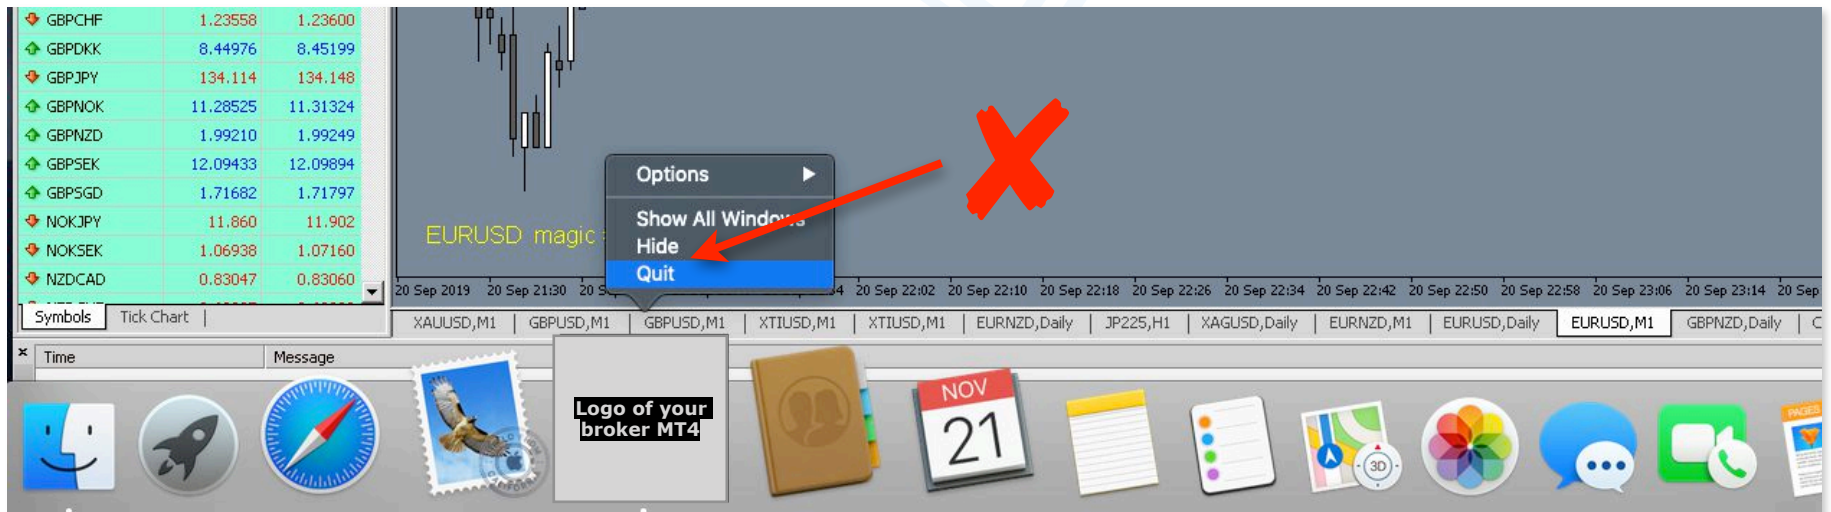 GBPCHF 1.23558 1.23600
GBPDKK 8.44976 8.45199
GBPJPY 134.114 134.148
GBPNOK 11.28525 11.31324
GBPNZD 1.99210 1.99249
GBPSEK 12.09433 12.09894
GBPSGD 1.71682 1.71797
NOKJPY 11.860 11.902
NOKSEK 1.06938 1.07160
NZDCAD 0.83047 0.83060
Symbols Tick Chart
EURUSD magic
Options
Show All Windows
Hide
Quit
20 Sep 2019 20 Sep 21:30 20 Sep 22:02 20 Sep 22:10 20 Sep 22:18 20 Sep 22:26 20 Sep 22:34 20 Sep 22:42 20 Sep 22:50 20 Sep 22:58 20 Sep 23:06 20 Sep 23:14 20 Sep
XAUUSD,M1 GBPUSD,M1 GBPUSD,M1 XTIUSD,M1 XTIUSD,M1 EURNZD,Daily JP225,H1 XAGUSD,Daily EURNZD,M1 EURUSD,Daily EURUSD,M1 GBPNZD,Daily
Time Message
Logo of your
broker MT4
NOV
21
3D
PAGES